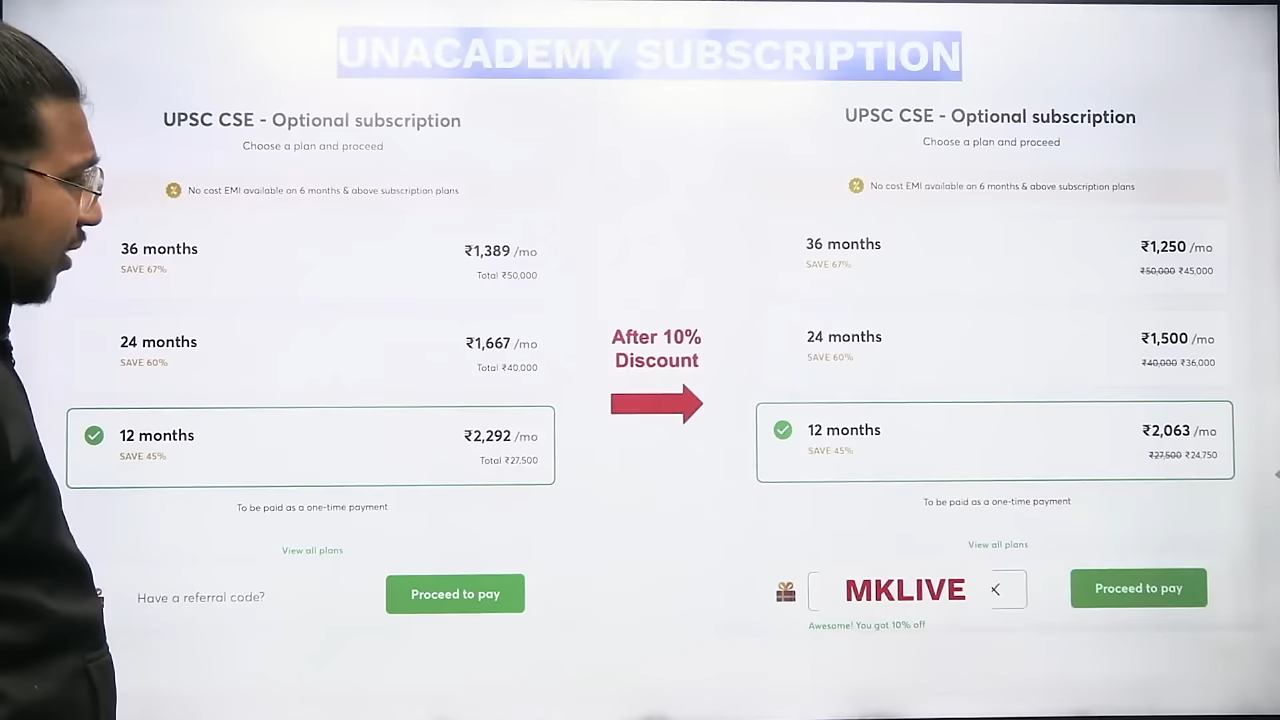 UNACADEMY SUBSCRIPTION
UPSC CSE - Optional subscription
Choose a plan and proceed
No cost EMI available on 6 months & above subscription plans
36 months
₹1,389 /mo
SAVE 67%
Total ₹50,000
24 months
₹1,667 /mo
SAVE 60%
Total ₹40,000
12 months
₹2,292 /mo
SAVE 45%
Total ₹27,500
To be paid as a one-time payment
View all plans
Have a referral code?
Proceed to pay
After 10%
Discount
UPSC CSE - Optional subscription
Choose a plan and proceed
No cost EMI available on 6 months & above subscription plans
36 months
₹1,250 /mo
SAVE 67%
₹50,000 ₹45,000
24 months
₹1,500 /mo
SAVE 60%
₹40,000 ₹36,000
12 months
₹2,063 /mo
SAVE 45%
₹27,500 ₹24,750
To be paid as a one-time payment
View all plans
MKLIVE
Proceed to pay
Awesome! You got 10% off